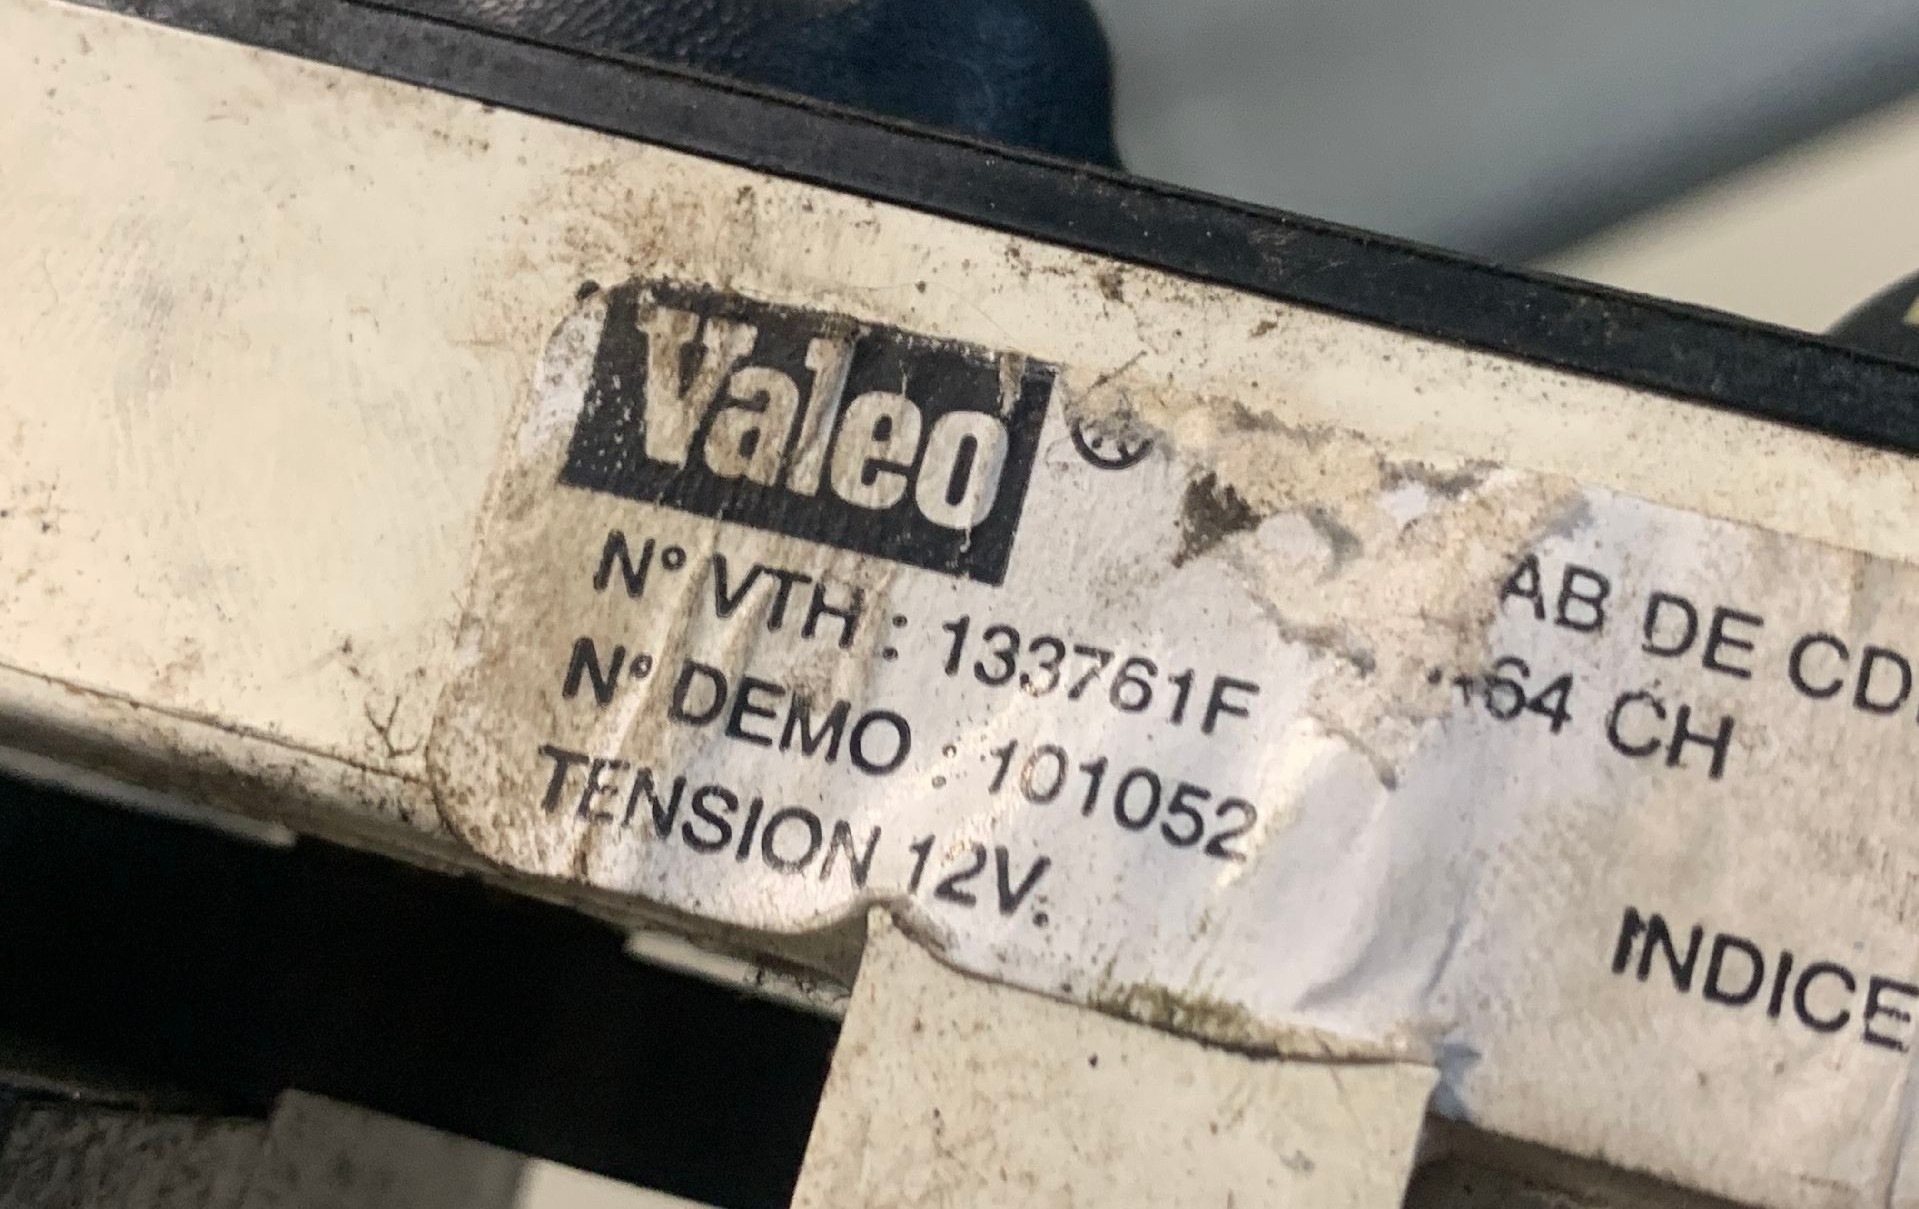 Valeo
N° VTH : 133761F
N° DEMO : 101052
TENSION 12V.
AB DE CD
64 CH
INDICE